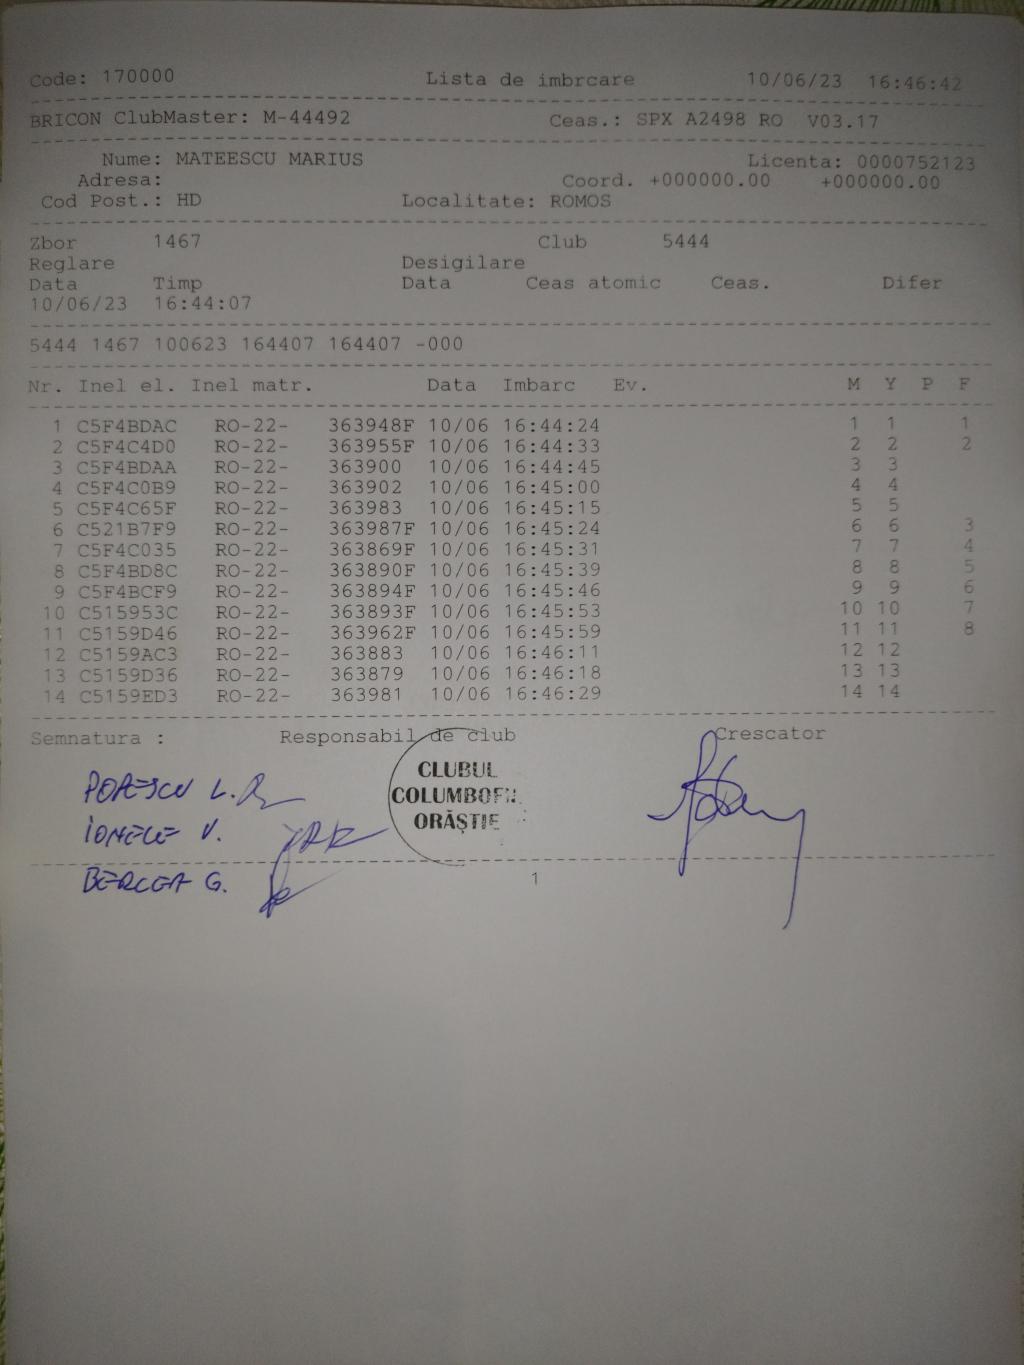 Code: 170000 Lista de imbrcare 10/06/23 16:46:42
BRICON ClubMaster: M-44492 Ceas.: SPX A2498 RO V03.17
Nume: MATEESCU MARIUS Licenta: 0000752123
Adresa: Coord. +000000.00 +000000.00
Cod Post.: HD Localitate: ROMOS
Zbor 1467 Club 5444
Reglare Desigilare
Data Timp Data Ceas atomic Ceas. Difer
10/06/23 16:44:07
5444 1467 100623 164407 164407 -000
Nr. Inel el. Inel matr. Data Imbarc Ev. M Y P F
1 C5F4BDAC RO-22- 363948F 10/06 16:44:24 1 1 1
2 C5F4C4D0 RO-22- 363955F 10/06 16:44:33 2 2 2
3 C5F4BDAA RO-22- 363900 10/06 16:44:45 3 3
4 C5F4C0B9 RO-22- 363902 10/06 16:45:00 4 4
5 C5F4C65F RO-22- 363983 10/06 16:45:15 5 5
6 C521B7F9 RO-22- 363987F 10/06 16:45:24 6 6 3
7 C5F4C035 RO-22- 363869F 10/06 16:45:31 7 7 4
8 C5F4BD8C RO-22- 363890F 10/06 16:45:39 8 8 5
9 C5F4BCF9 RO-22- 363894F 10/06 16:45:46 9 9 6
10 C515953C RO-22- 363893F 10/06 16:45:53 10 10 7
11 C5159D46 RO-22- 363962F 10/06 16:45:59 11 11 8
12 C5159AC3 RO-22- 363883 10/06 16:46:11 12 12
13 C5159D36 RO-22- 363879 10/06 16:46:18 13 13
14 C5159ED3 RO-22- 363981 10/06 16:46:29 14 14
Semnatura : Responsabil de club Crescator
CLUBUL
COLUMBOFIL
ORĂȘTIE
POPESCU L.
IONELE V.
BERCEA G.
1